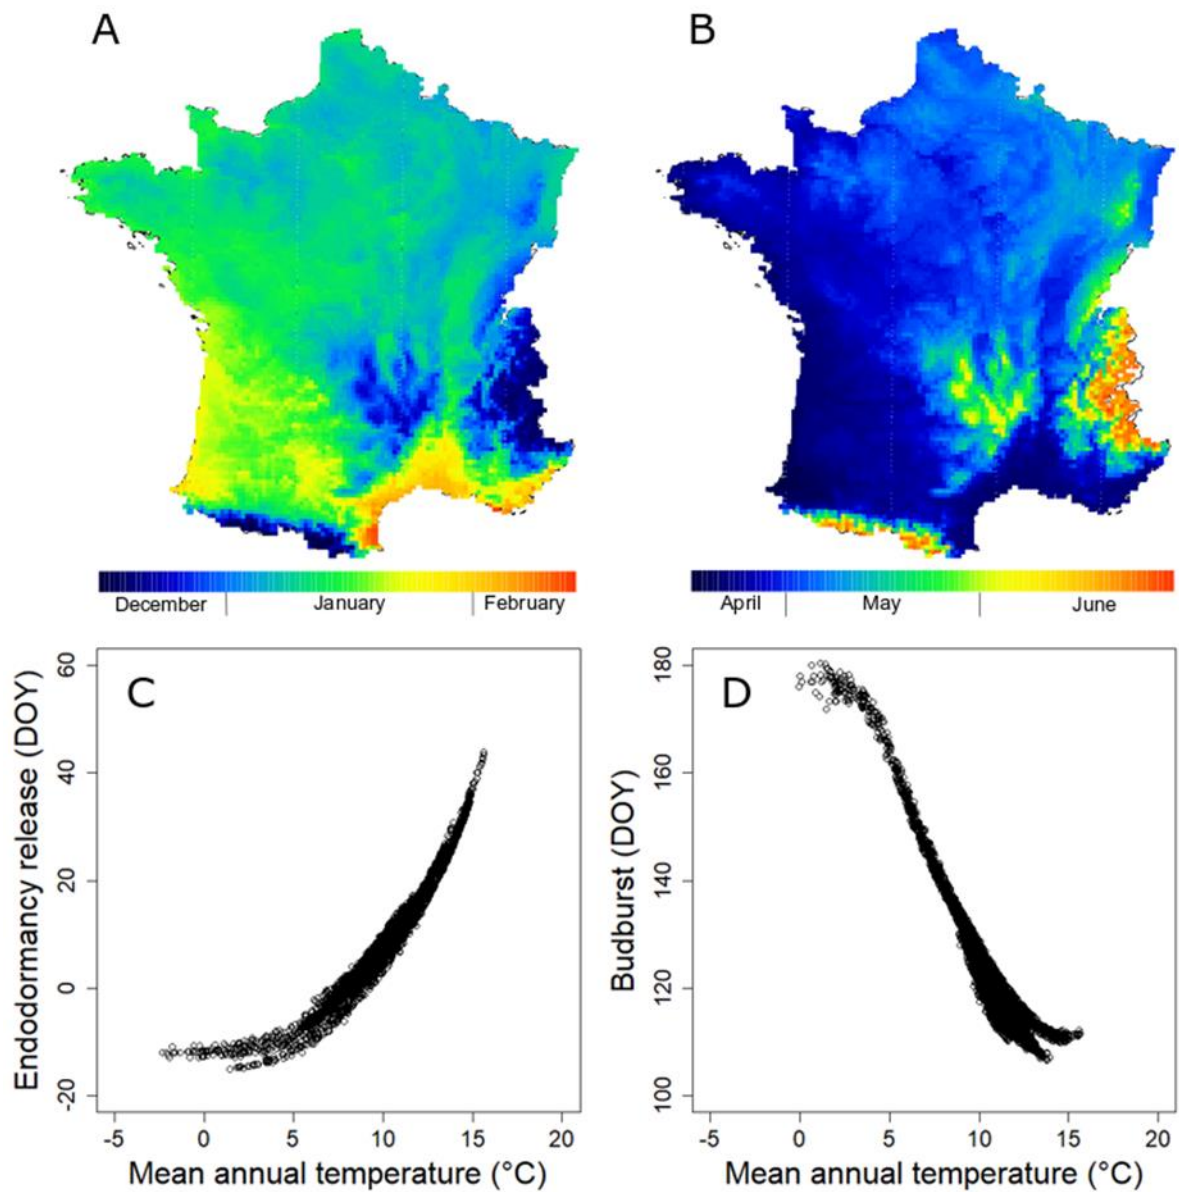 A
B
December
January
February
April
May
June
C
Endodormancy release (DOY)
60
40
20
0
-20
-5
0
5
10
15
20
Mean annual temperature (°C)
D
Budburst (DOY)
180
160
140
120
100
-5
0
5
10
15
20
Mean annual temperature (°C)